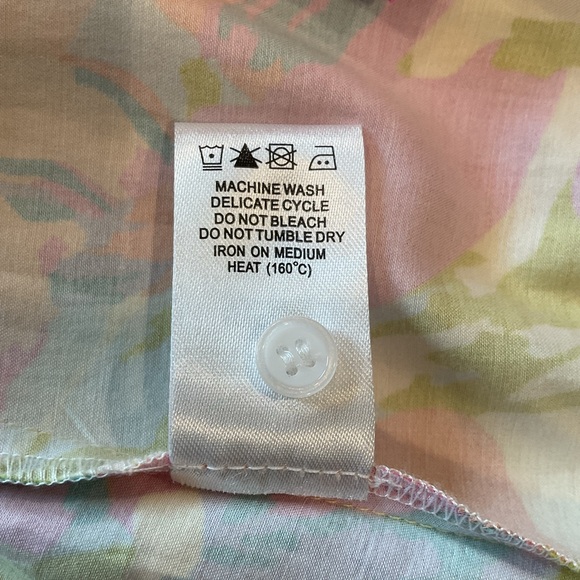 MACHINE WASH
DELICATE CYCLE
DO NOT BLEACH
DO NOT TUMBLE DRY
IRON ON MEDIUM
HEAT (160°C)